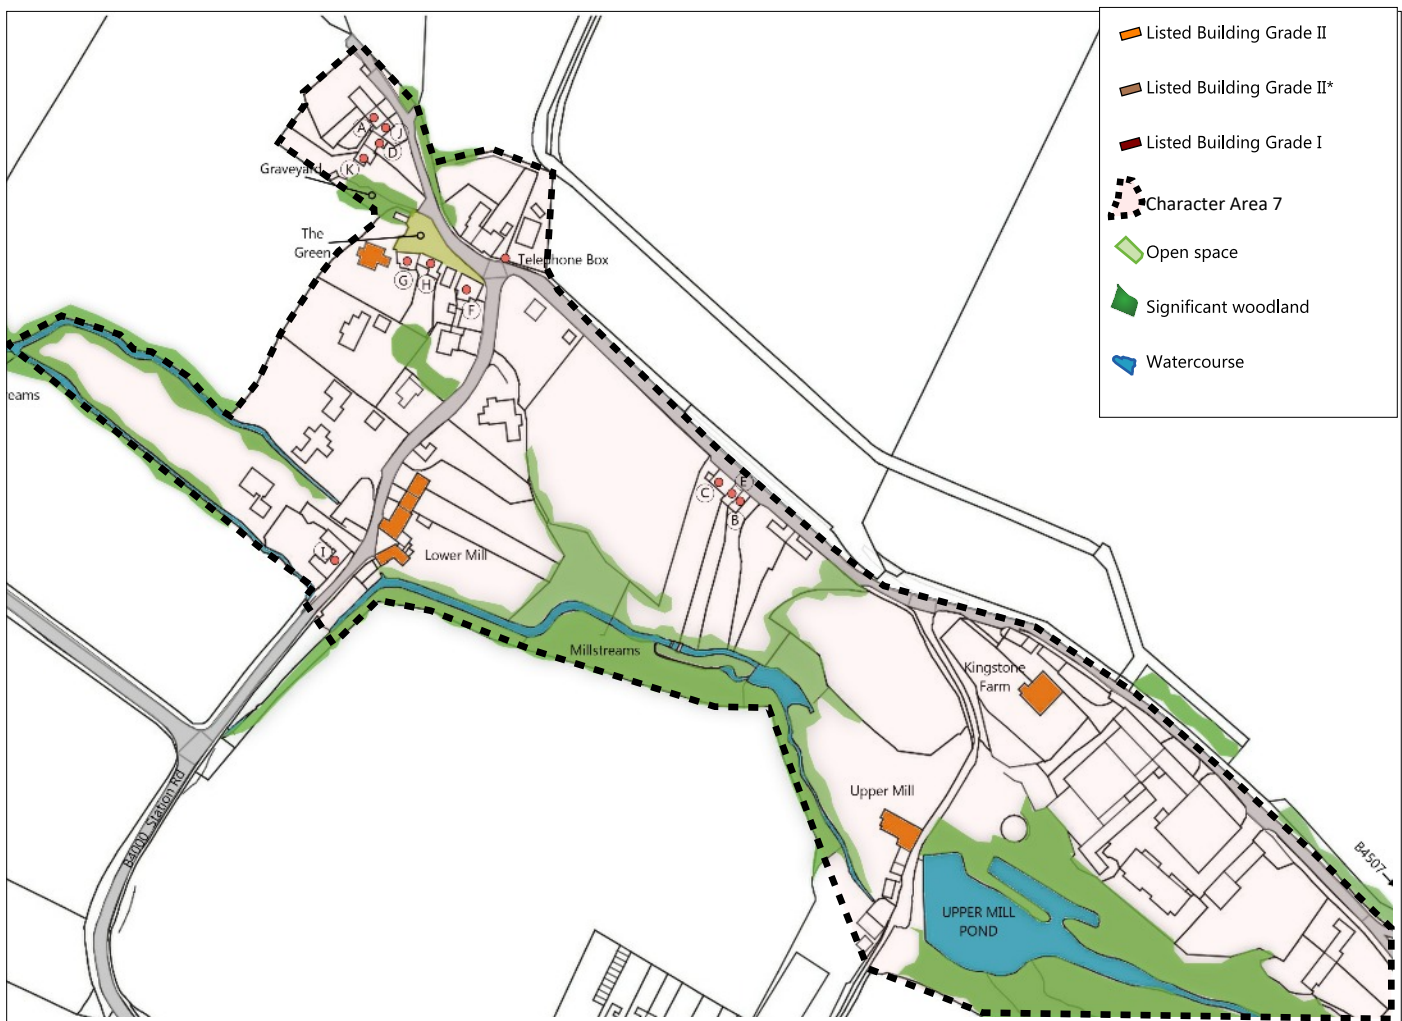 Listed Building Grade II
Listed Building Grade II*
Listed Building Grade I
Character Area 7
Open space
Significant woodland
Watercourse
A
J
D
K
Graveyard
The
Green
Telephone Box
G
H
F
eams
C
E
B
I
Lower Mill
Millstreams
Kingstone
Farm
Upper Mill
B4000 Station Rd
B4507
UPPER MILL
POND